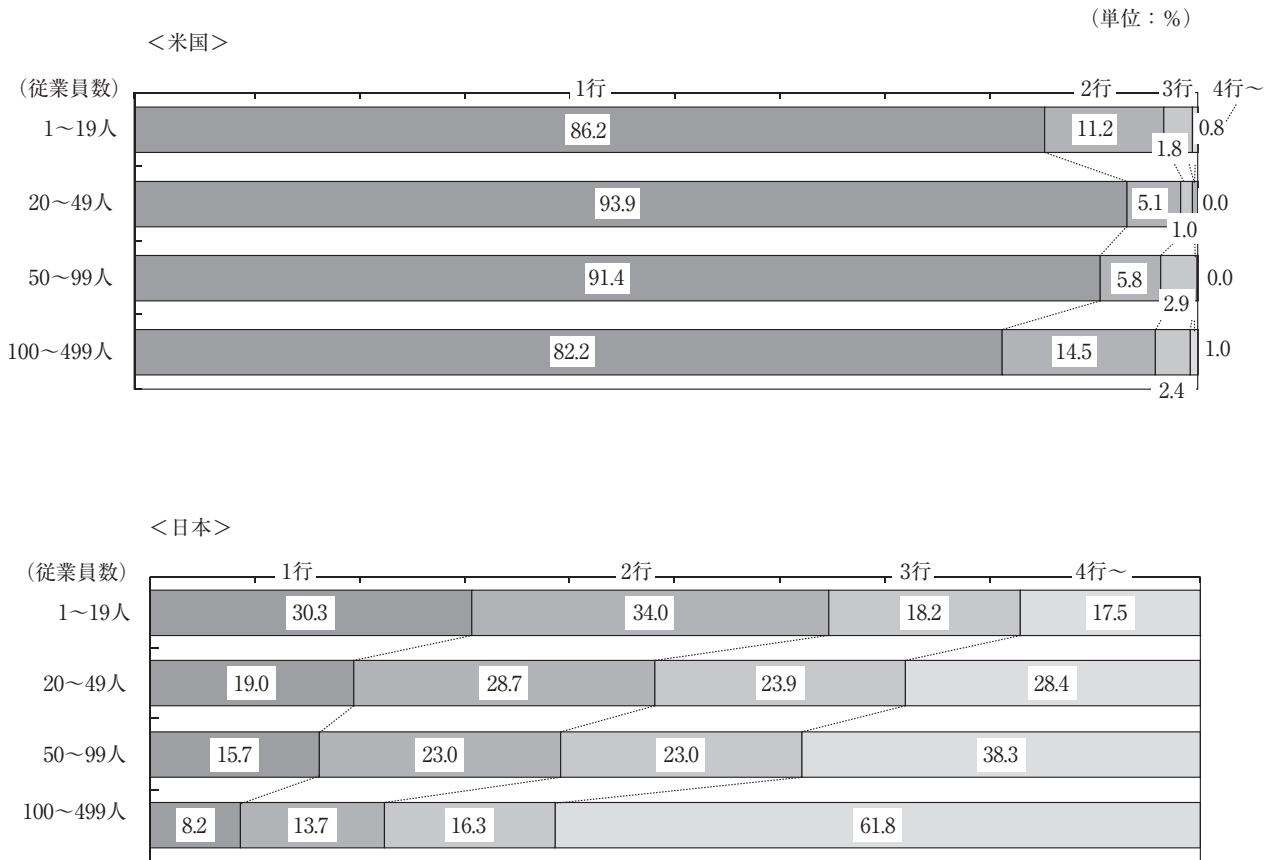 (単位:%)
<米国>
(従業員数) 1行 2行 3行 4行~
1~19人 86.2 11.2 1.8 0.8
20~49人 93.9 5.1 1.0 0.0
50~99人 91.4 5.8 2.9 0.0
100~499人 82.2 14.5 2.4 1.0
<日本>
(従業員数) 1行 2行 3行 4行~
1~19人 30.3 34.0 18.2 17.5
20~49人 19.0 28.7 23.9 28.4
50~99人 15.7 23.0 23.0 38.3
100~499人 8.2 13.7 16.3 61.8